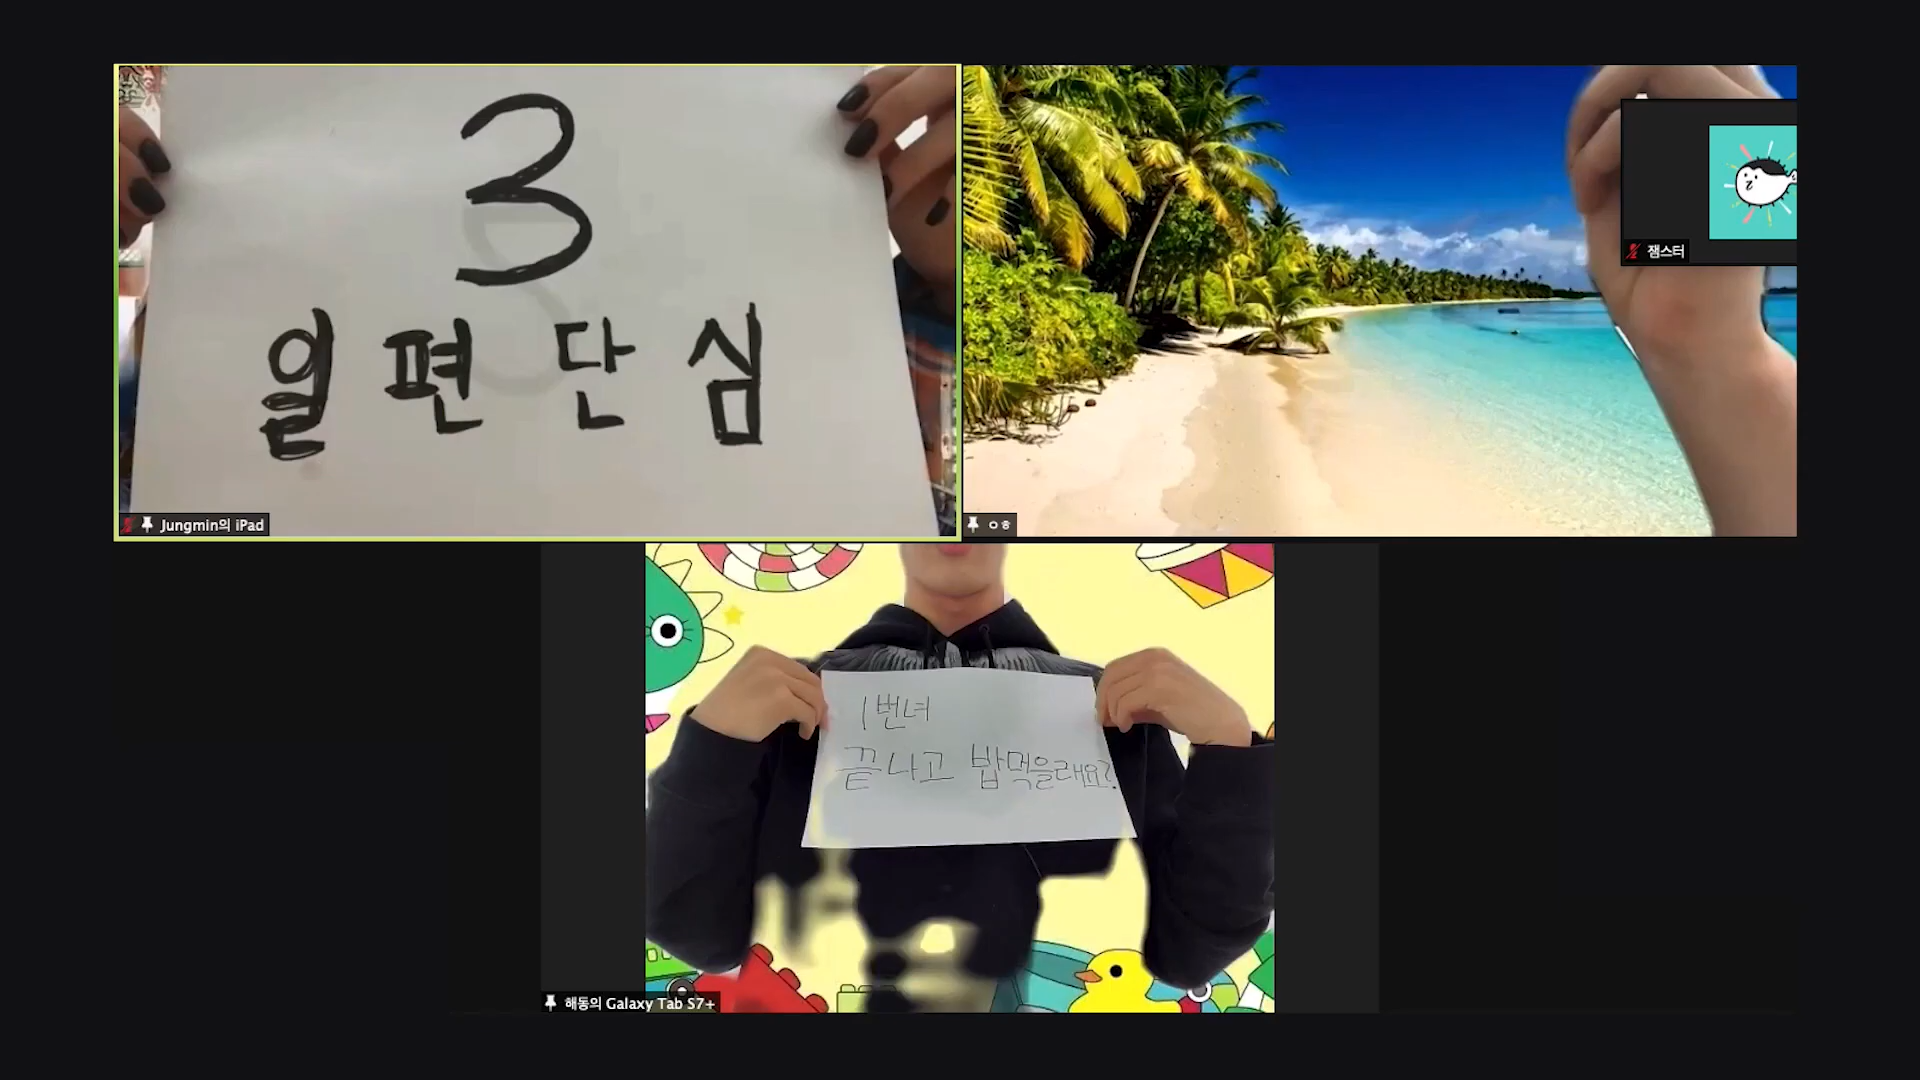 3
일편단심
Jungmin의 iPad
잼스터
ㅇㅎ
1번녀
끝나고 밥먹을래요?
해동의 Galaxy Tab S7+